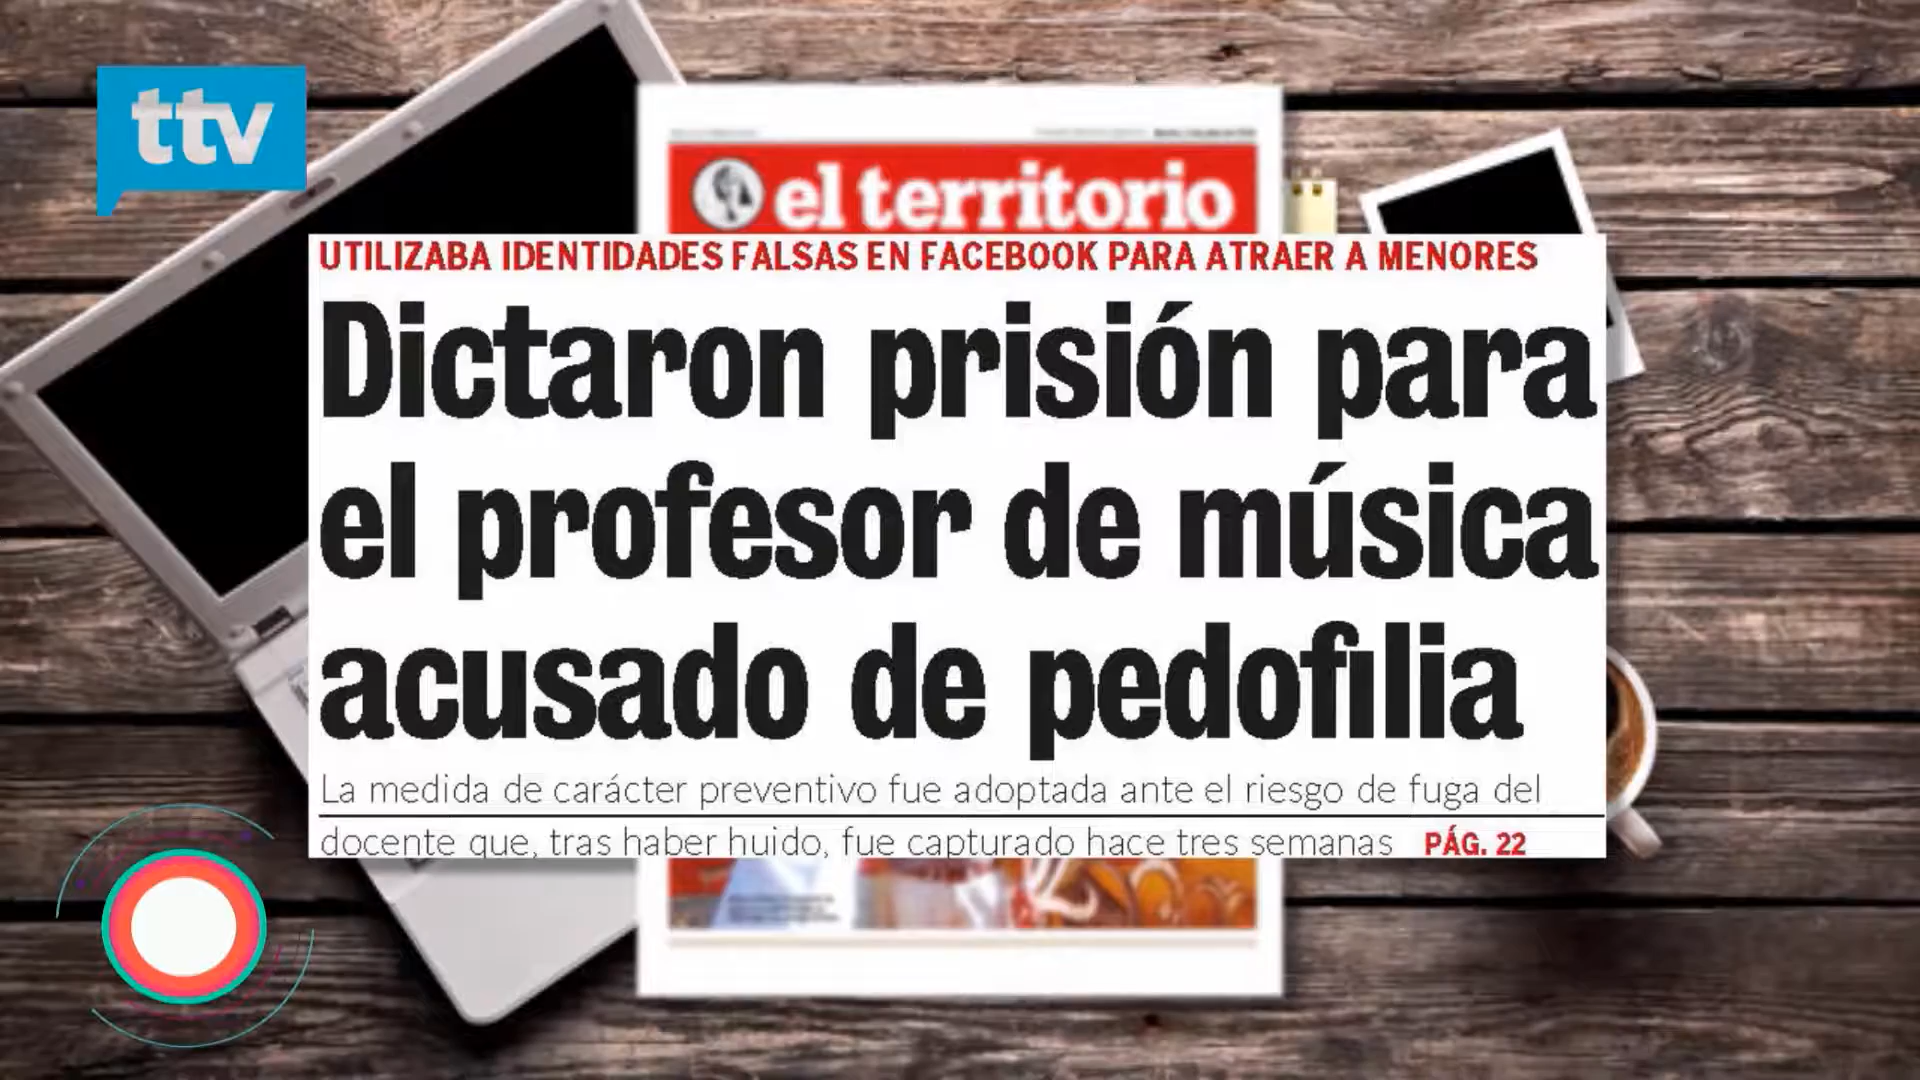 ttv
el territorio
UTILIZABA IDENTIDADES FALSAS EN FACEBOOK PARA ATRAER A MENORES
Dictaron prisión para
el profesor de música
acusado de pedofilia
La medida de carácter preventivo fue adoptada ante el riesgo de fuga del
docente que, tras haber huido, fue capturado hace tres semanas PÁG. 22